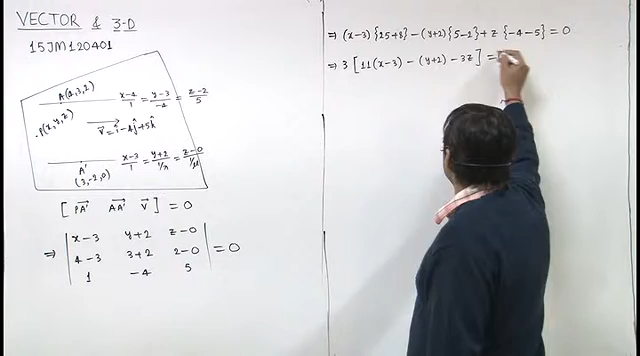 VECTOR & 3-D
15JM120401
A(4,3,2)
x-4/1 = y-3/-4 = z-2/5
.P(x,y,z)
V⃗ = î-4ĵ+5k̂
A'
(3,-2,0)
x-3/1 = y+2/1/n = z-0/1/μ
[ PA'⃗ AA'⃗ V⃗ ] = 0
⇒ | x-3 y+2 z-0 |
| 4-3 3+2 2-0 | = 0
| 1 -4 5 |
⇒ (x-3){25+8} -(y+2){5-2}+z {-4-5} = 0
⇒ 3 [ 11(x-3) - (y+2) - 3z ] =